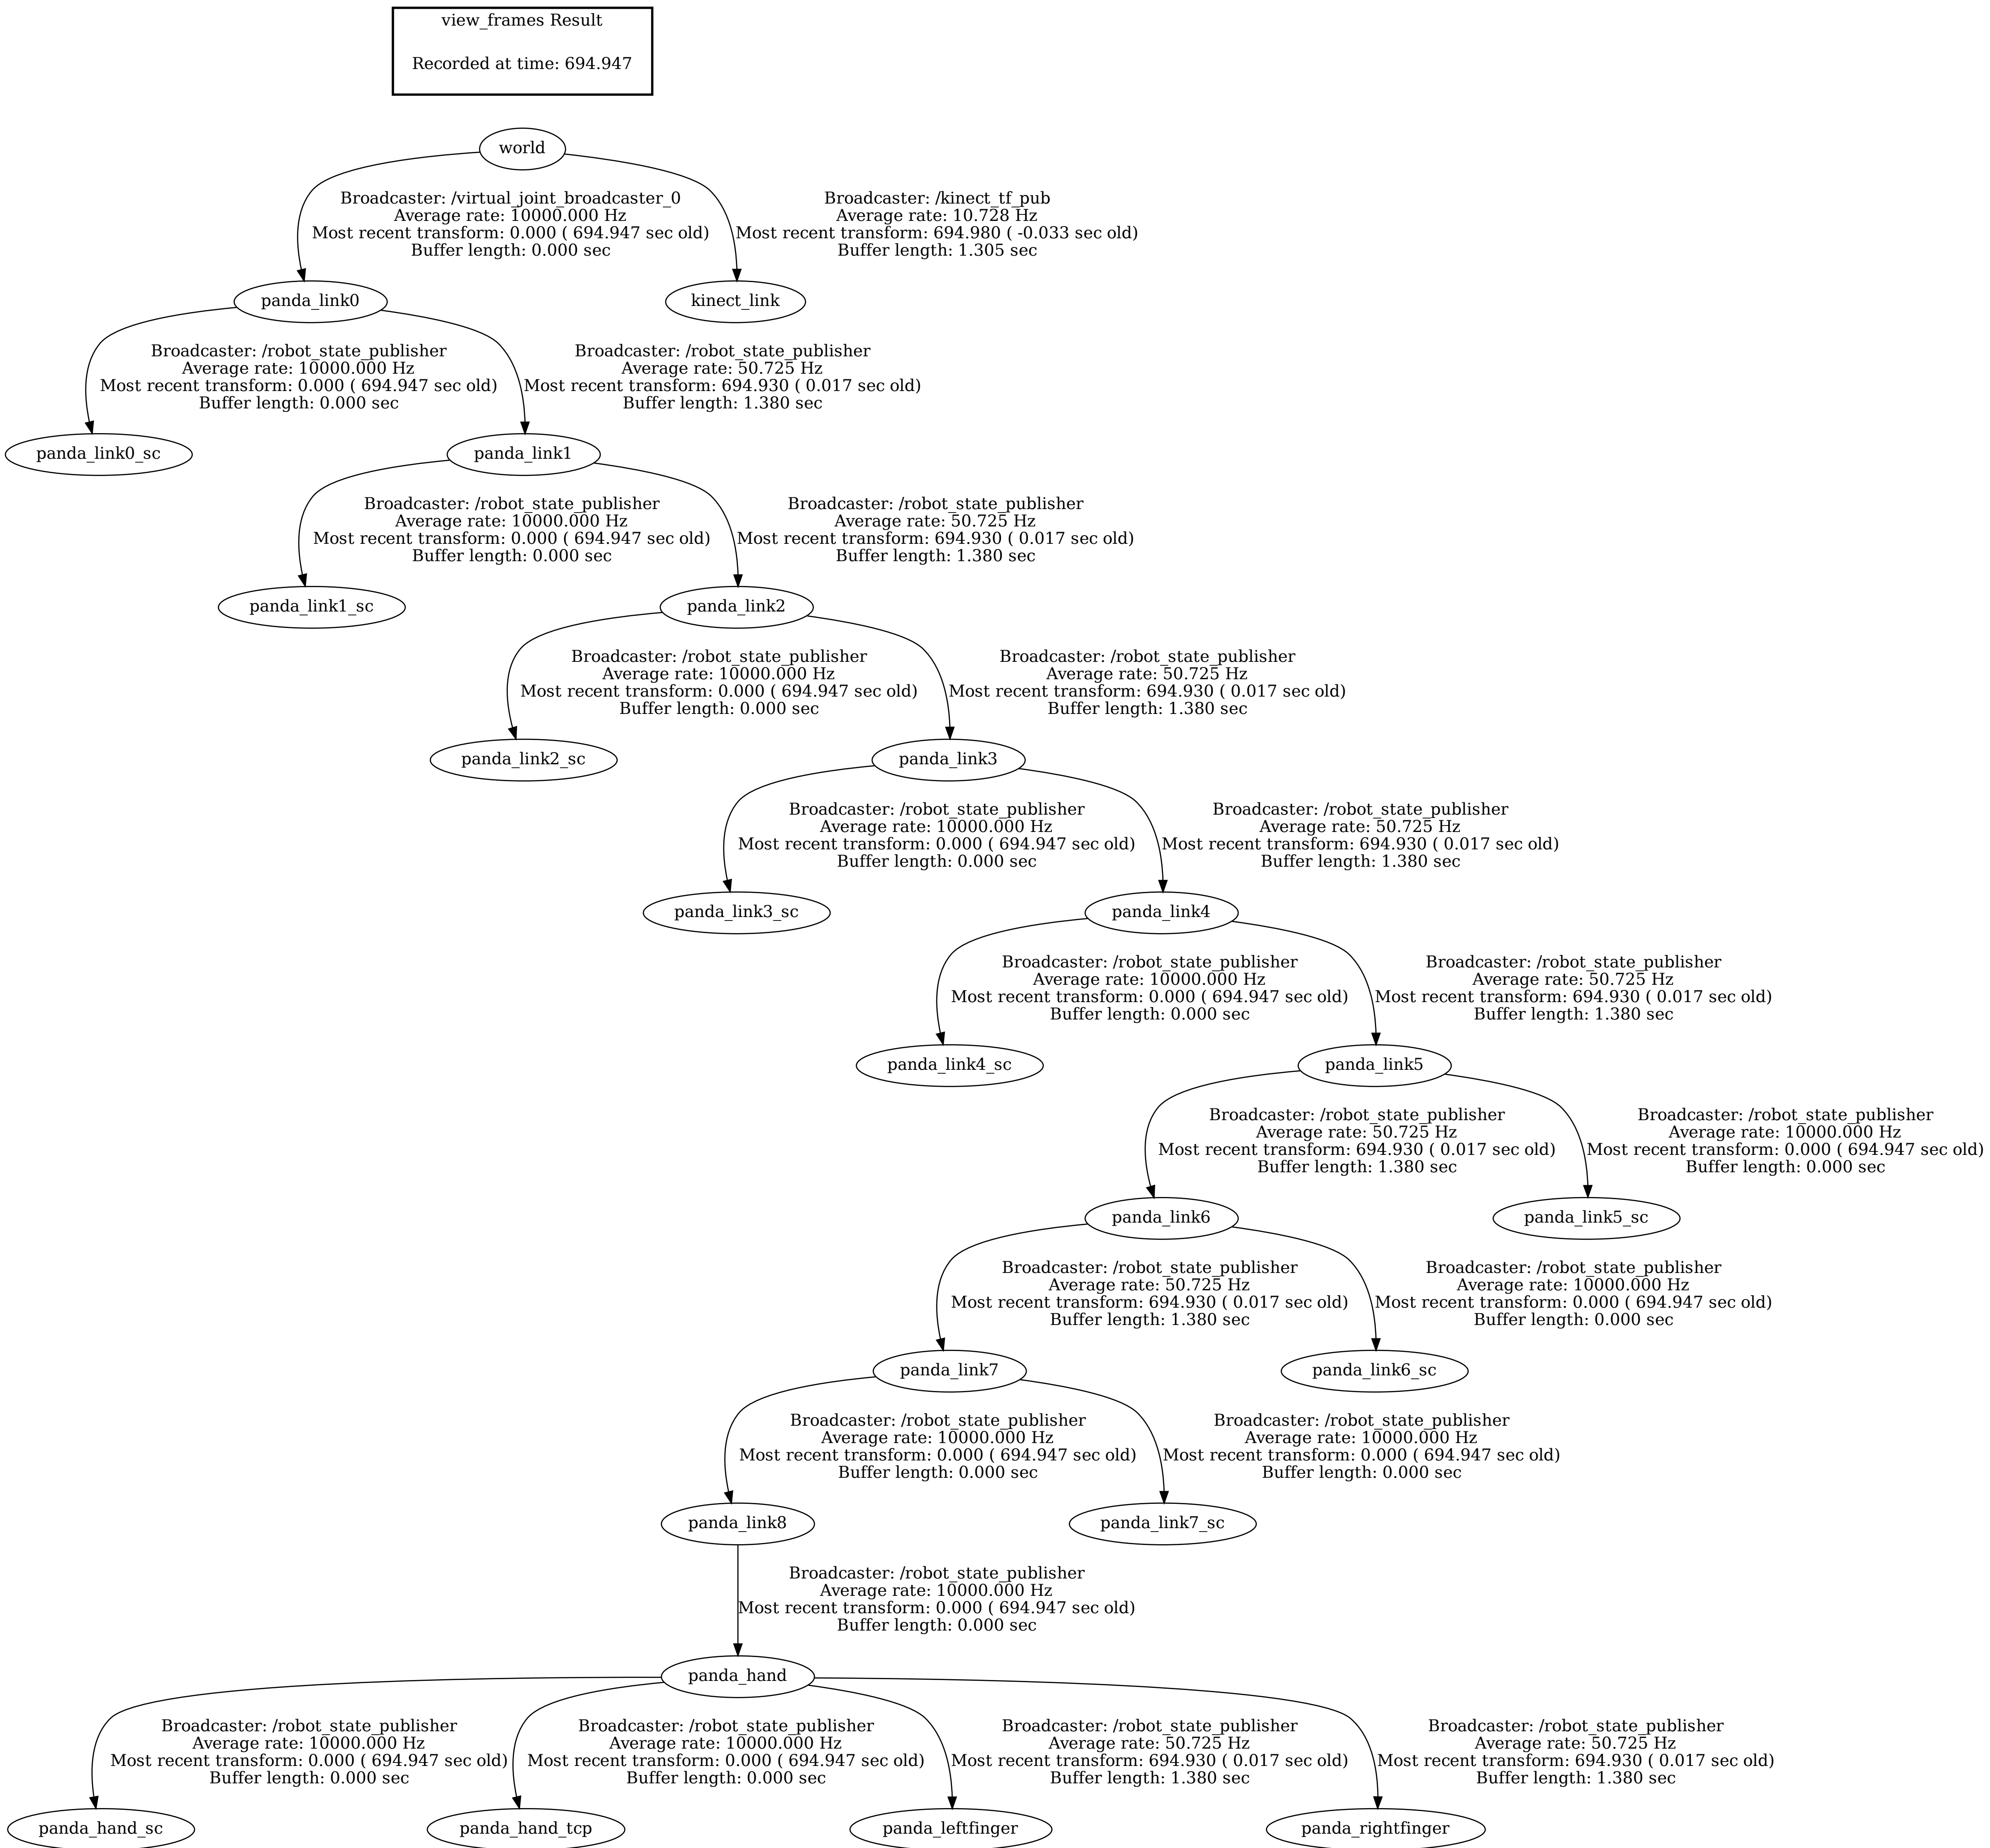 view_frames Result
Recorded at time: 694.947
world
Broadcaster: /virtual_joint_broadcaster_0
Average rate: 10000.000 Hz
Most recent transform: 0.000 ( 694.947 sec old)
Buffer length: 0.000 sec
Broadcaster: /kinect_tf_pub
Average rate: 10.728 Hz
Most recent transform: 694.980 ( -0.033 sec old)
Buffer length: 1.305 sec
panda_link0
kinect_link
Broadcaster: /robot_state_publisher
Average rate: 10000.000 Hz
Most recent transform: 0.000 ( 694.947 sec old)
Buffer length: 0.000 sec
Broadcaster: /robot_state_publisher
Average rate: 50.725 Hz
Most recent transform: 694.930 ( 0.017 sec old)
Buffer length: 1.380 sec
panda_link0_sc
panda_link1
Broadcaster: /robot_state_publisher
Average rate: 10000.000 Hz
Most recent transform: 0.000 ( 694.947 sec old)
Buffer length: 0.000 sec
Broadcaster: /robot_state_publisher
Average rate: 50.725 Hz
Most recent transform: 694.930 ( 0.017 sec old)
Buffer length: 1.380 sec
panda_link1_sc
panda_link2
Broadcaster: /robot_state_publisher
Average rate: 10000.000 Hz
Most recent transform: 0.000 ( 694.947 sec old)
Buffer length: 0.000 sec
Broadcaster: /robot_state_publisher
Average rate: 50.725 Hz
Most recent transform: 694.930 ( 0.017 sec old)
Buffer length: 1.380 sec
panda_link2_sc
panda_link3
Broadcaster: /robot_state_publisher
Average rate: 10000.000 Hz
Most recent transform: 0.000 ( 694.947 sec old)
Buffer length: 0.000 sec
Broadcaster: /robot_state_publisher
Average rate: 50.725 Hz
Most recent transform: 694.930 ( 0.017 sec old)
Buffer length: 1.380 sec
panda_link3_sc
panda_link4
Broadcaster: /robot_state_publisher
Average rate: 10000.000 Hz
Most recent transform: 0.000 ( 694.947 sec old)
Buffer length: 0.000 sec
Broadcaster: /robot_state_publisher
Average rate: 50.725 Hz
Most recent transform: 694.930 ( 0.017 sec old)
Buffer length: 1.380 sec
panda_link4_sc
panda_link5
Broadcaster: /robot_state_publisher
Average rate: 50.725 Hz
Most recent transform: 694.930 ( 0.017 sec old)
Buffer length: 1.380 sec
Broadcaster: /robot_state_publisher
Average rate: 10000.000 Hz
Most recent transform: 0.000 ( 694.947 sec old)
Buffer length: 0.000 sec
panda_link6
panda_link5_sc
Broadcaster: /robot_state_publisher
Average rate: 50.725 Hz
Most recent transform: 694.930 ( 0.017 sec old)
Buffer length: 1.380 sec
Broadcaster: /robot_state_publisher
Average rate: 10000.000 Hz
Most recent transform: 0.000 ( 694.947 sec old)
Buffer length: 0.000 sec
panda_link7
panda_link6_sc
Broadcaster: /robot_state_publisher
Average rate: 10000.000 Hz
Most recent transform: 0.000 ( 694.947 sec old)
Buffer length: 0.000 sec
Broadcaster: /robot_state_publisher
Average rate: 10000.000 Hz
Most recent transform: 0.000 ( 694.947 sec old)
Buffer length: 0.000 sec
panda_link8
panda_link7_sc
Broadcaster: /robot_state_publisher
Average rate: 10000.000 Hz
Most recent transform: 0.000 ( 694.947 sec old)
Buffer length: 0.000 sec
panda_hand
Broadcaster: /robot_state_publisher
Average rate: 10000.000 Hz
Most recent transform: 0.000 ( 694.947 sec old)
Buffer length: 0.000 sec
Broadcaster: /robot_state_publisher
Average rate: 10000.000 Hz
Most recent transform: 0.000 ( 694.947 sec old)
Buffer length: 0.000 sec
Broadcaster: /robot_state_publisher
Average rate: 50.725 Hz
Most recent transform: 694.930 ( 0.017 sec old)
Buffer length: 1.380 sec
Broadcaster: /robot_state_publisher
Average rate: 50.725 Hz
Most recent transform: 694.930 ( 0.017 sec old)
Buffer length: 1.380 sec
panda_hand_sc
panda_hand_tcp
panda_leftfinger
panda_rightfinger